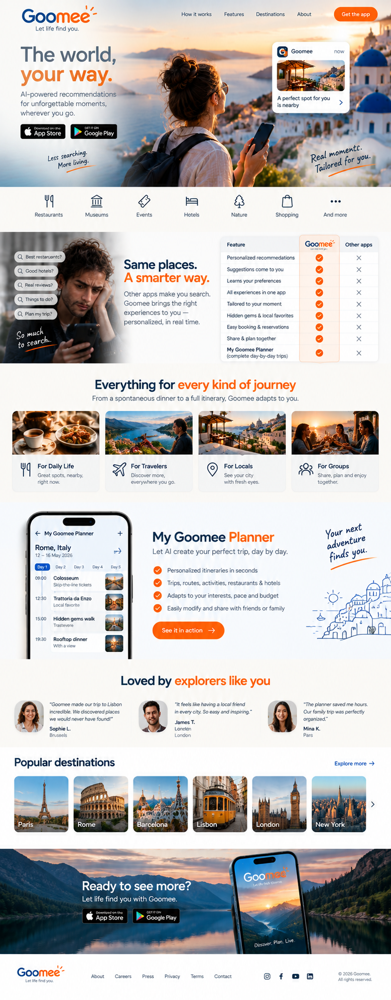 Goomee
Let life find you.
How it works
Features
Destinations
About
Get the app
The world,
your way.
AI-powered recommendations
for unforgettable moments,
wherever you go.
Download on the
App Store
GET IT ON
Google Play
Less searching.
More living.
Goomee
now
A perfect spot for you
is nearby
Real momentc.
Tailored for you.
Restaurants
Museums
Events
Hotels
Nature
Shopping
And more
Best restaruantc?
Good hotels?
Real reviews?
Things to do?
Plan my trip?
So much
to search..
Same places.
A smarter way.
Other apps make you search.
Goomee brings the right
experiences to you —
personalized, in real time.
Feature
Goomee
Other apps
Personalized recommedations
Suggestions come to you
Learns your preferences
All experiences in one app
Tailored to your moment
Hidden gems & local favorites
Easy booking & reservations
Share & plan together
My Goomee Planner
(complete day-by-day trips)
Everything for every kind of journey
From a spontaneous dinner to a full itinerary, Goomee adapts to you.
For Daily Life
Great spots, nearby,
right now.
For Travelers
Discover more,
everywhere you go.
For Locals
See your city
with fresh eyes.
For Groups
Share, plan and enjoy
together.
My Goomee Planner
Rome, Italy
12 – 16 May 2026
Day 1
Day 2
Day 3
Day 4
Day 5
09:00
Colosseum
Skip-the-line tickets
12:30
Trattoria da Enzo
Local favorite
15:00
Hidden gems walk
Trastevere
19:30
Rooftop dinner
With a view
My Goomee Planner
Let AI create your perfect trip, day by day.
Personalized itineraries in seconds
Trips, routes, activities, restaurants & hotels
Adapts to your interests, pace and budget
Easily modify and share with friends or family
See it in action
Your next
adventure
finds you.
Loved by explorers like you
"Goomee made our trip to Lisbon
incredible. We discovered places
we would never have found!"
Sophie L.
Brussels
"It feels like having a local friend
in every city. So easy and inspiring."
James T.
London
London
"The planner saved me hours.
Our family trip was perfectly
organized."
Mina K.
Pars
Popular destinations
Explore more
Paris
Rome
Barcelona
Lisbon
London
New York
Ready to see more?
Let life find you with Goomee.
Download on the
App Store
GET IT ON
Google Play
Goomee
Discover. Plan. Live.
Goomee
Let life find you.
About
Careers
Press
Privacy
Terms
Contact
© 2026 Goomee.
All rights reserved.